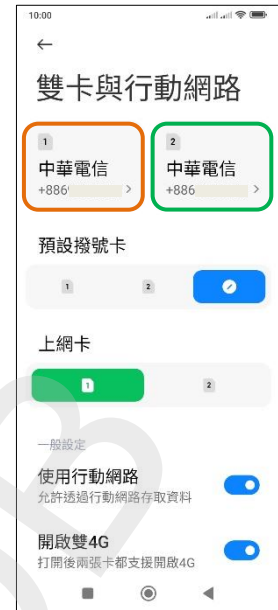 10:00
雙卡與行動網路
1
2
中華電信
中華電信
+886
+886
預設撥號卡
1
2
上網卡
1
2
一般設定
使用行動網路
允許透過行動網路存取資料
開啟雙4G
打開後兩張卡都支援開啟4G